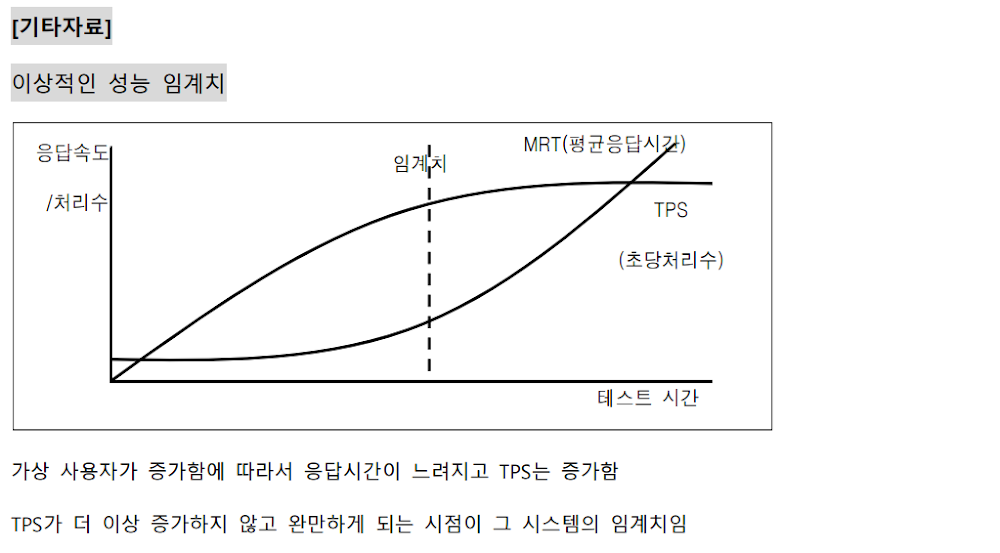 [기타자료]
이상적인 성능 임계치
응답속도
/처리수
임계치
MRT(평균응답시간)
TPS
(초당처리수)
테스트 시간
가상 사용자가 증가함에 따라서 응답시간이 느려지고 TPS는 증가함
TPS가 더 이상 증가하지 않고 완만하게 되는 시점이 그 시스템의 임계치임